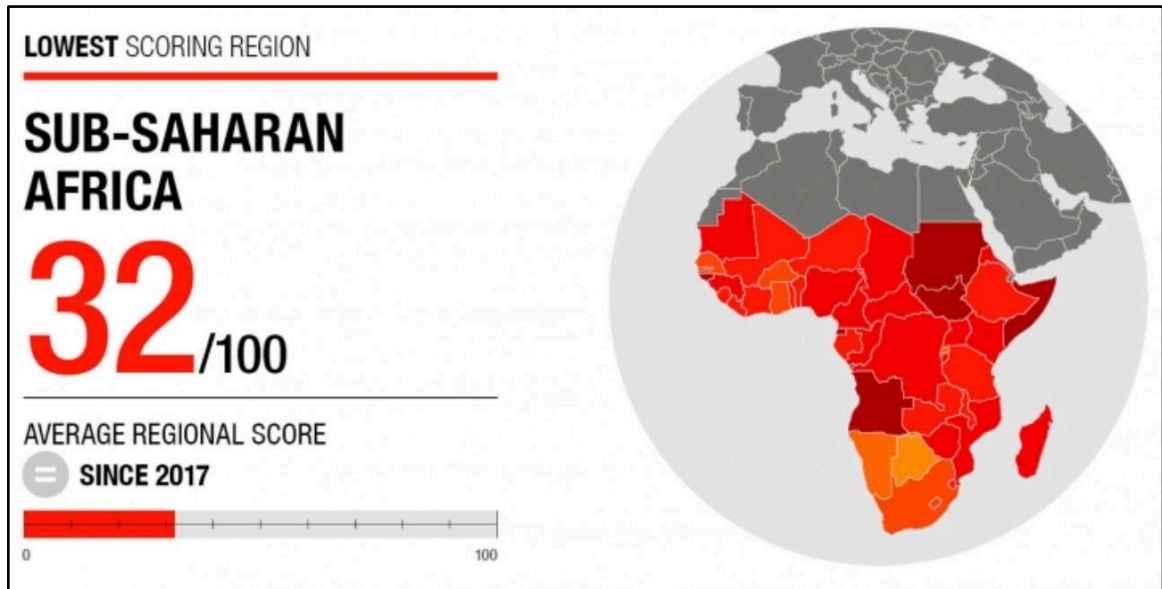 LOWEST SCORING REGION
SUB-SAHARAN
AFRICA
32/100
AVERAGE REGIONAL SCORE
= SINCE 2017
0 100